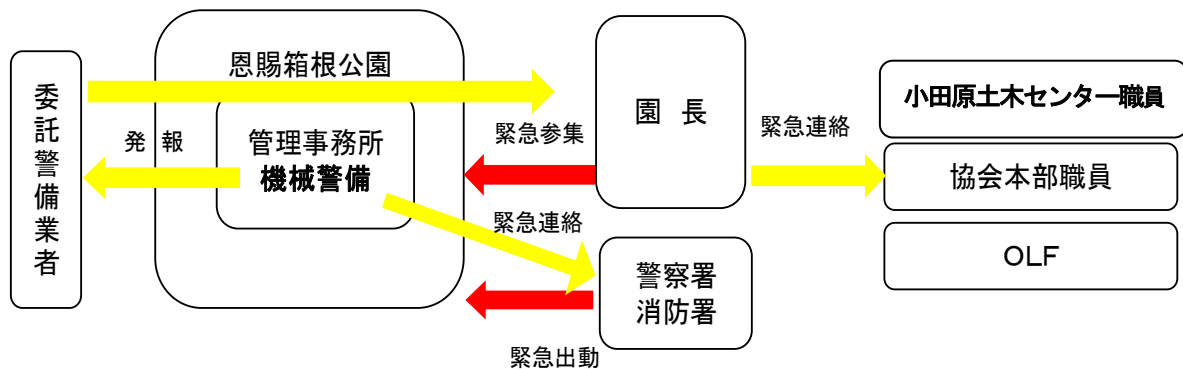 委託警備業者
恩賜箱根公園
発 報
管理事務所
機械警備
園 長
緊急参集
緊急連絡
緊急連絡
警察署
消防署
緊急出動
小田原土木センター職員
協会本部職員
OLF